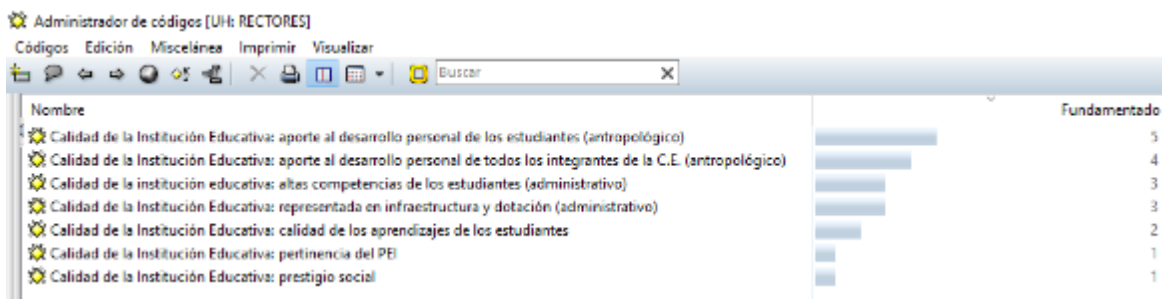 Administrador de códigos [UH: RECTORES]
Códigos Edición Miscelánea Imprimir Visualizar
Buscar
Nombre Fundamentado
Calidad de la Institución Educativa: aporte al desarrollo personal de los estudiantes (antropológico) 5
Calidad de la Institución Educativa: aporte al desarrollo personal de todos los integrantes de la C.E. (antropológico) 4
Calidad de la institución educativa: altas competencias de los estudiantes (administrativo) 3
Calidad de la Institución Educativa: representada en infraestructura y dotación (administrativo) 3
Calidad de la Institución Educativa: calidad de los aprendizajes de los estudiantes 2
Calidad de la Institución Educativa: pertinencia del PEI 1
Calidad de la Institución Educativa: prestigio social 1